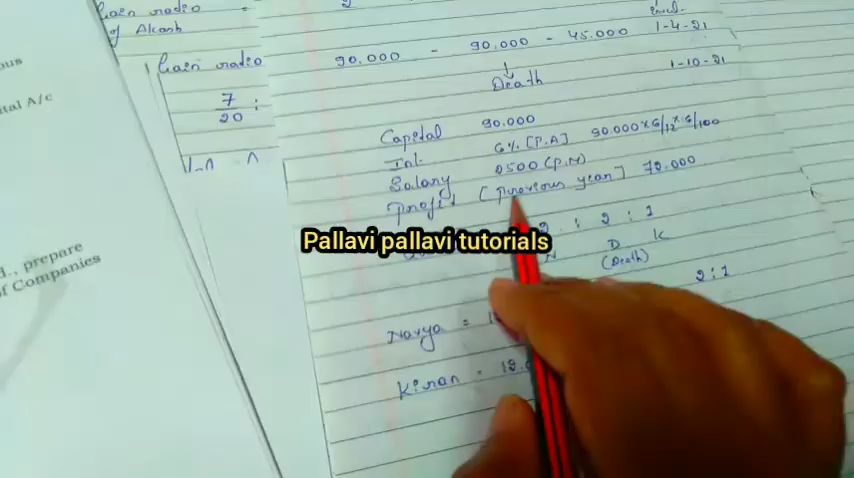 Gain ratio =
of Akash
Gain ratio
7/20 :
ous
tal A/c
d., prepare
of Companies
1-4-21
90.000 - 90.000 - 45.000
↓
Death
1-10-21
Capital 90.000
Int. 6% [P.A] 90.000 × 6/12 × 6/100
Salary 2500 (P.M)
Profit [Previous year] 72.000
2 : 2 : 1
N D K
(Death)
2:1
Pallavi pallavi tutorials
Navya =
Kiran =